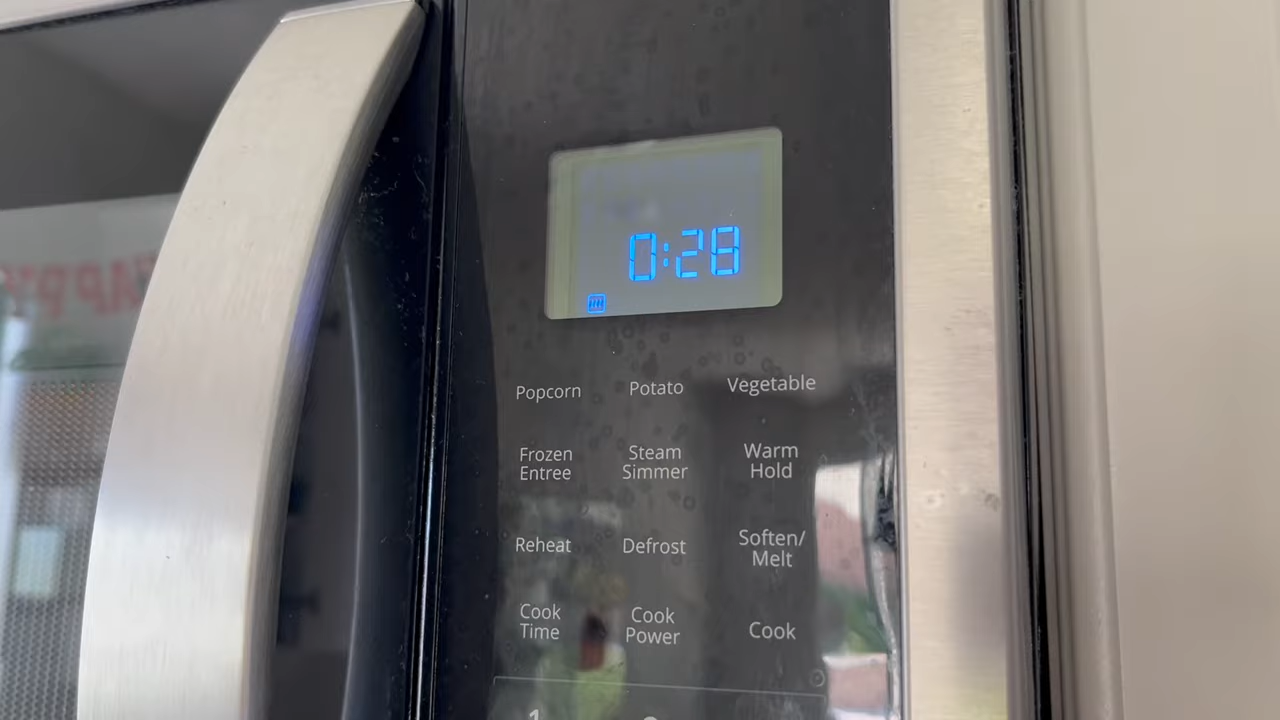 0:28
Popcorn Potato Vegetable
Frozen Entree
Steam Simmer
Warm Hold
Reheat Defrost
Soften/
Melt
Cook Time
Cook Power
Cook
1